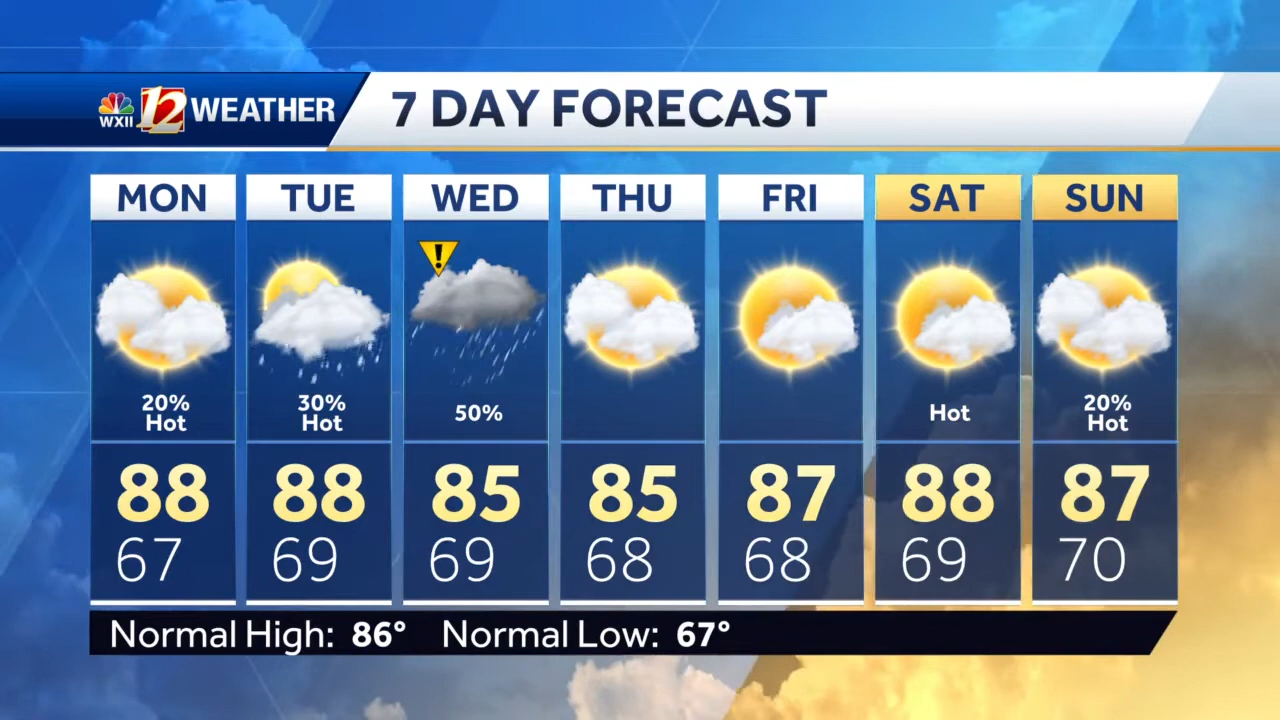 WXII 12 WEATHER
7 DAY FORECAST
MON TUE WED THU FRI SAT SUN
!
20% 30% 50% 20%
Hot Hot Hot Hot
88 88 85 85 87 88 87
67 69 69 68 68 69 70
Normal High: 86° Normal Low: 67°